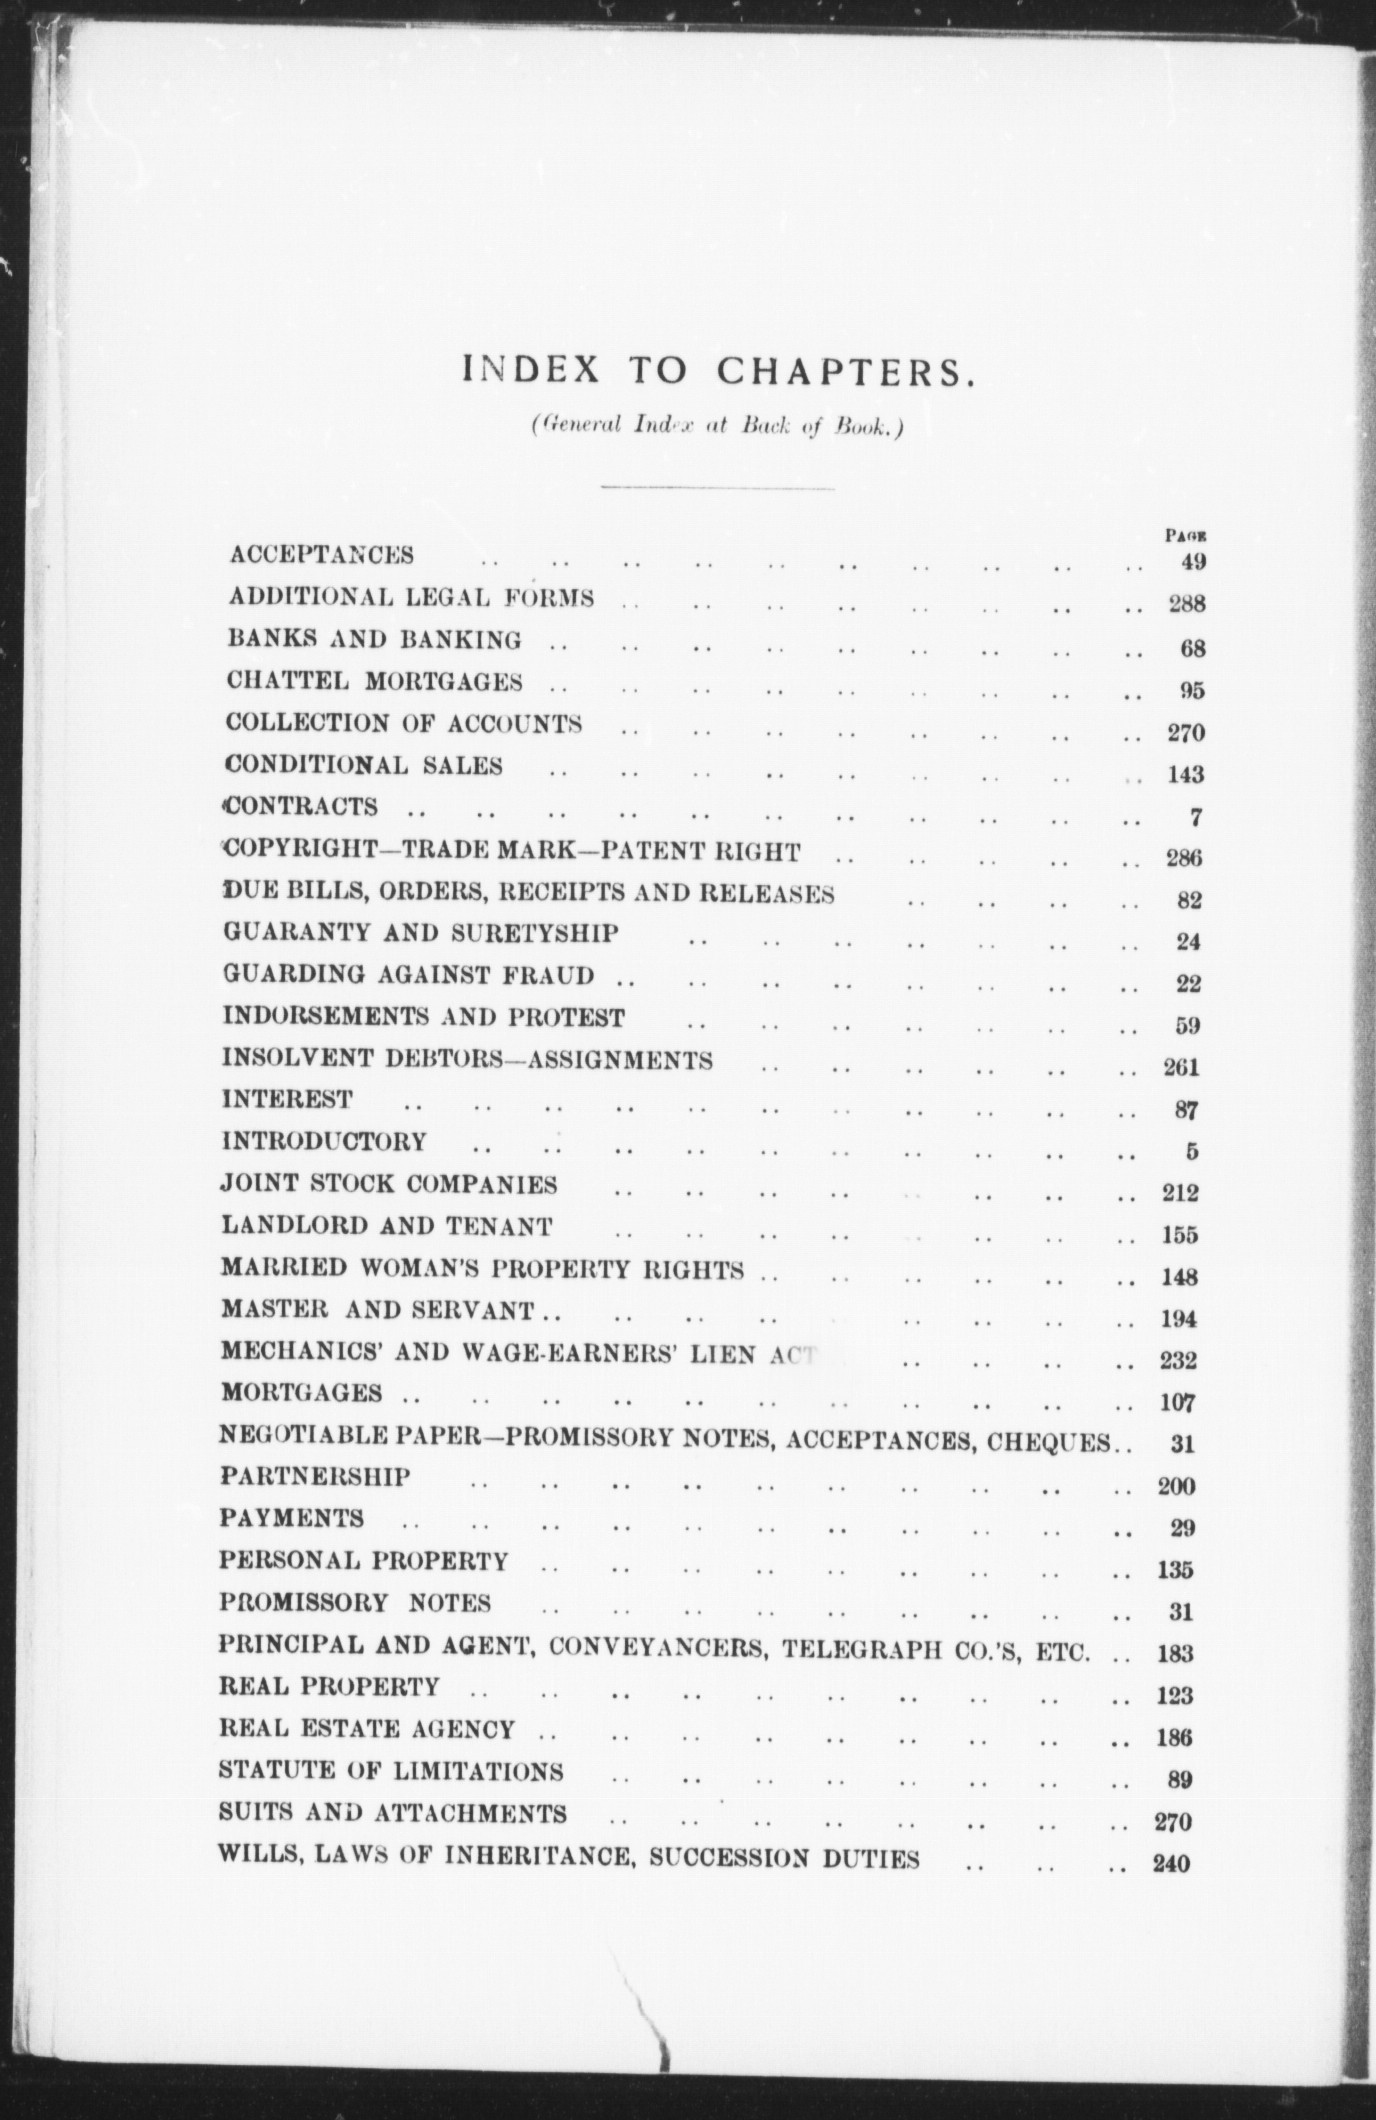 INDEX TO CHAPTERS.
(General Index at Back of Book.)
PAGE
ACCEPTANCES .. .. .. .. .. .. .. .. .. .. 49
ADDITIONAL LEGAL FORMS .. .. .. .. .. .. .. .. 288
BANKS AND BANKING .. .. .. .. .. .. .. .. .. 68
CHATTEL MORTGAGES .. .. .. .. .. .. .. .. .. 95
COLLECTION OF ACCOUNTS .. .. .. .. .. .. .. .. 270
CONDITIONAL SALES .. .. .. .. .. .. .. .. .. 143
CONTRACTS .. .. .. .. .. .. .. .. .. .. .. 7
COPYRIGHT—TRADE MARK—PATENT RIGHT .. .. .. .. .. 286
DUE BILLS, ORDERS, RECEIPTS AND RELEASES .. .. .. .. 82
GUARANTY AND SURETYSHIP .. .. .. .. .. .. .. 24
GUARDING AGAINST FRAUD .. .. .. .. .. .. .. .. 22
INDORSEMENTS AND PROTEST .. .. .. .. .. .. .. 59
INSOLVENT DEBTORS—ASSIGNMENTS .. .. .. .. .. .. 261
INTEREST .. .. .. .. .. .. .. .. .. .. .. 87
INTRODUCTORY .. .. .. .. .. .. .. .. .. .. 5
JOINT STOCK COMPANIES .. .. .. .. .. .. .. .. 212
LANDLORD AND TENANT .. .. .. .. .. .. .. .. 155
MARRIED WOMAN'S PROPERTY RIGHTS .. .. .. .. .. .. 148
MASTER AND SERVANT .. .. .. .. .. .. .. .. 194
MECHANICS' AND WAGE-EARNERS' LIEN ACT .. .. .. .. 232
MORTGAGES .. .. .. .. .. .. .. .. .. .. .. 107
NEGOTIABLE PAPER—PROMISSORY NOTES, ACCEPTANCES, CHEQUES .. 31
PARTNERSHIP .. .. .. .. .. .. .. .. .. .. 200
PAYMENTS .. .. .. .. .. .. .. .. .. .. .. 29
PERSONAL PROPERTY .. .. .. .. .. .. .. .. .. 135
PROMISSORY NOTES .. .. .. .. .. .. .. .. .. 31
PRINCIPAL AND AGENT, CONVEYANCERS, TELEGRAPH CO.'S, ETC. .. 183
REAL PROPERTY .. .. .. .. .. .. .. .. .. .. 123
REAL ESTATE AGENCY .. .. .. .. .. .. .. .. .. 186
STATUTE OF LIMITATIONS .. .. .. .. .. .. .. .. 89
SUITS AND ATTACHMENTS .. .. .. .. .. .. .. .. 270
WILLS, LAWS OF INHERITANCE, SUCCESSION DUTIES .. .. .. 240